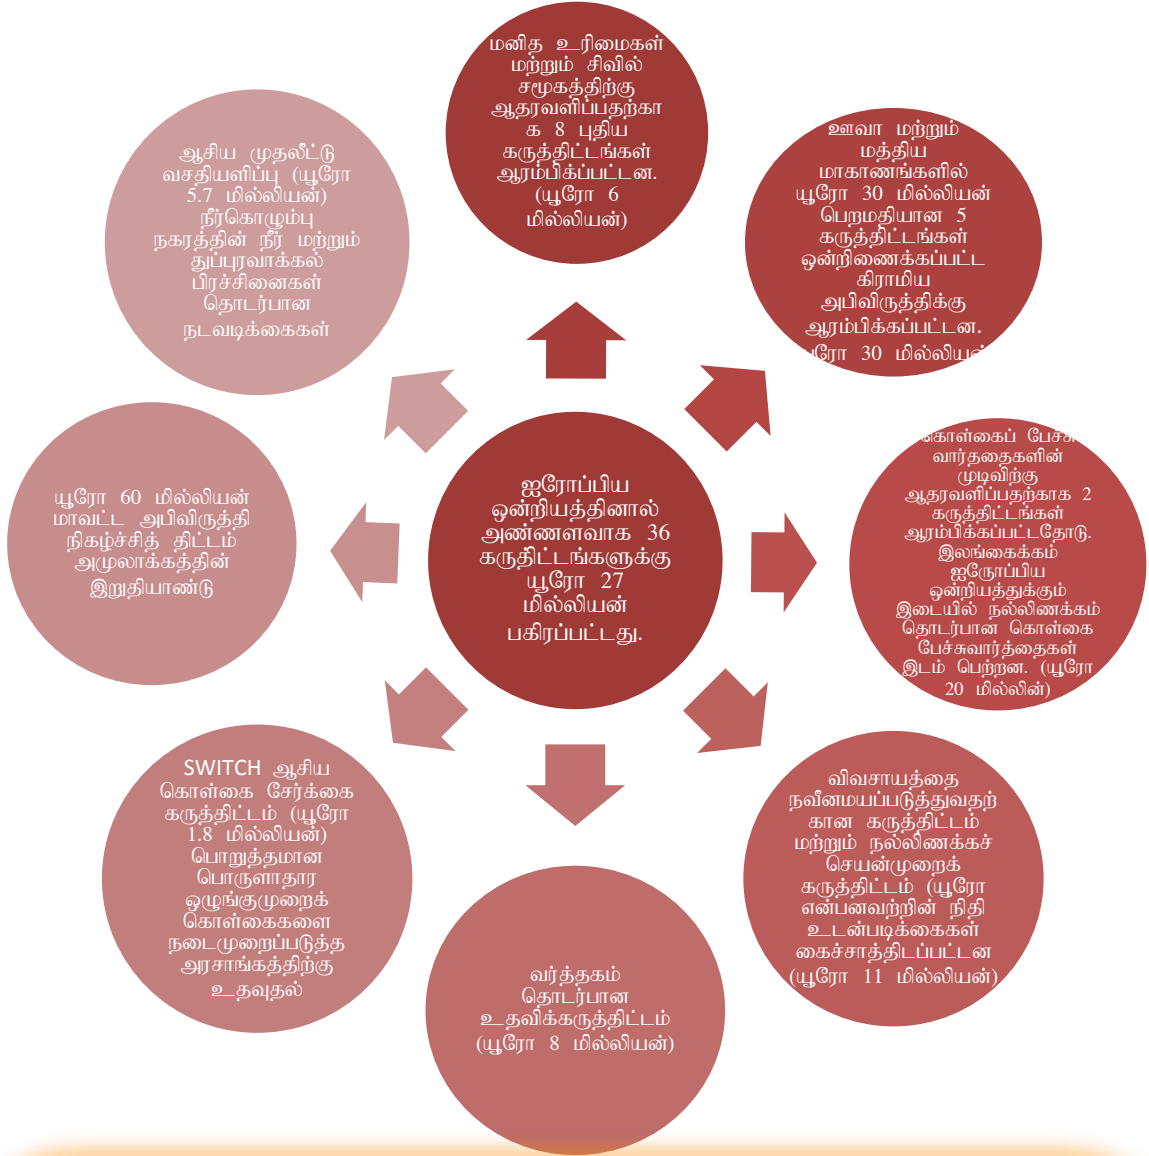 மனித உரிமைகள்
மற்றும் சிவில்
சமூகத்திற்கு
ஆதரவளிப்பதற்கா
க 8 புதிய
கருத்திட்டங்கள்
ஆரம்பிக்கப்பட்டன.
(யூரோ 6
மில்லியன்)
ஊவா மற்றும்
மத்திய
மாகாணங்களில்
யூரோ 30 மில்லியன்
பெறமதியான 5
கருத்திட்டங்கள்
ஒன்றிணைக்கப்பட்ட
கிராமிய
அபிவிருத்திக்கு
ஆரம்பிக்கப்பட்டன.
யூரோ 30 மில்லியன்
கொள்கைப் பேச்சு
வார்ததைகளின்
முடிவிற்கு
ஆதரவளிப்பதற்காக 2
கருத்திட்டங்கள்
ஆரம்பிக்கப்பட்டதோடு.
இலங்கைக்கம்
ஐரோப்பிய
ஒன்றியத்துக்கும்
இடையில் நல்லிணக்கம்
தொடர்பான கொள்கை
பேச்சுவார்த்தைகள்
இடம் பெற்றன. (யூரோ
20 மில்லின்)
விவசாயத்தை
நவீனமயப்படுத்துவதற்
கான கருத்திட்டம்
மற்றும் நல்லிணக்கச்
செயன்முறைக்
கருத்திட்டம் (யூரோ
என்பனவற்றின் நிதி
உடன்படிக்கைகள்
கைச்சாத்திடப்பட்டன
(யூரோ 11 மில்லியன்)
வர்த்தகம்
தொடர்பான
உதவிக்கருத்திட்டம்
(யூரோ 8 மில்லியன்)
SWITCH ஆசிய
கொள்கை சேர்க்கை
கருத்திட்டம் (யூரோ
1.8 மில்லியன்)
பொறுத்தமான
பொருளாதார
ஒழுங்குமுறைக்
கொள்கைகளை
நடைமுறைப்படுத்த
அரசாங்கத்திற்கு
உதவுதல்
யூரோ 60 மில்லியன்
மாவட்ட அபிவிருத்தி
நிகழ்ச்சித் திட்டம்
அமுலாக்கத்தின்
இறுதியாண்டு
ஆசிய முதலீட்டு
வசதியளிப்பு (யூரோ
5.7 மில்லியன்)
நீர்கொழும்பு
நகரத்தின் நீர் மற்றும்
துப்புரவாக்கல்
பிரச்சினைகள்
தொடர்பான
நடவடிக்கைகள்
ஐரோப்பிய
ஒன்றியத்தினால்
அண்ணளவாக 36
கருதிட்டங்களுக்கு
யூரோ 27
மில்லியன்
பகிரப்பட்டது.